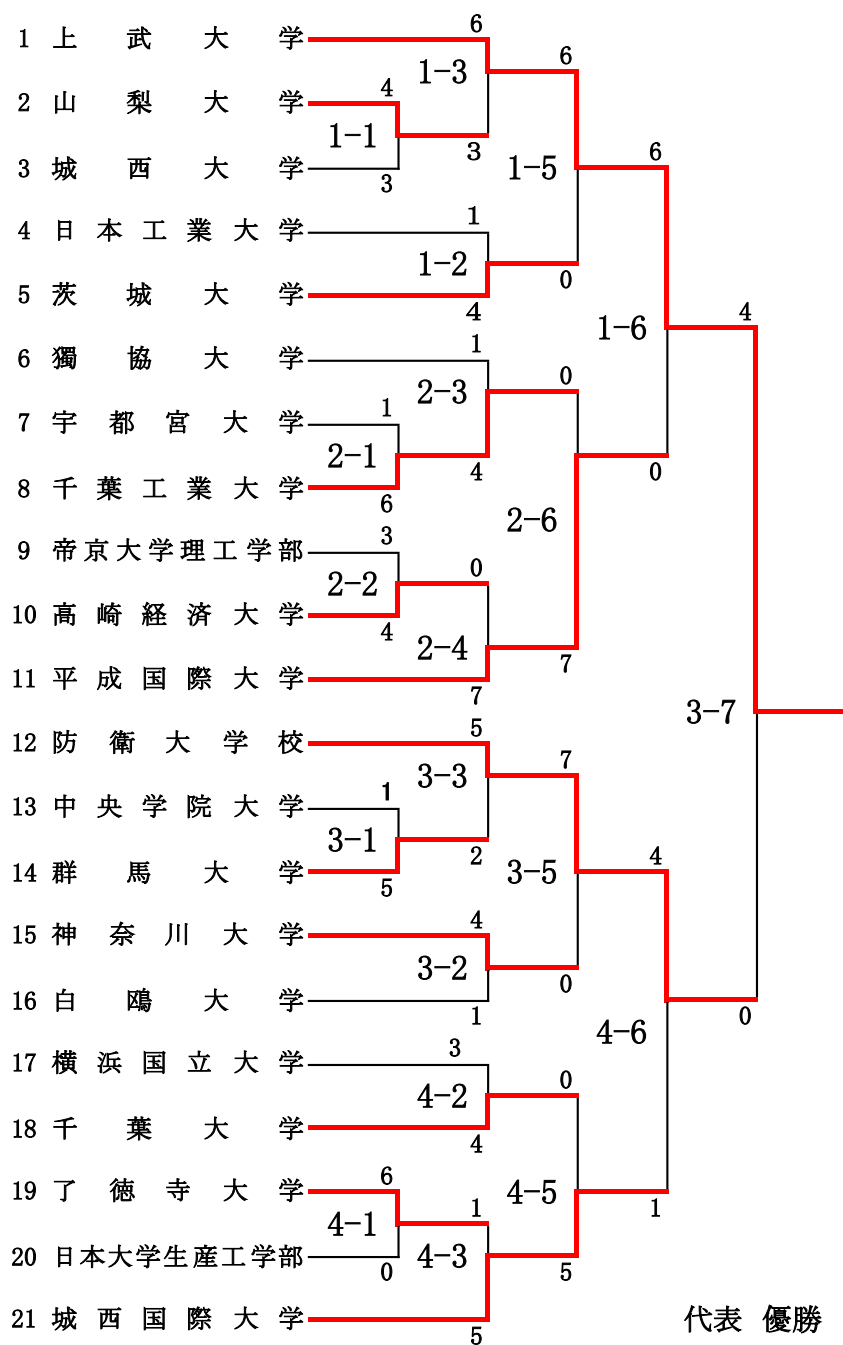 6
1 上武大学
6
1-3
4
2 山梨大学
1-1
3
6
1-5
3 城西大学
3
1
4 日本工業大学
1-2
0
5 茨城大学
4
4
1-6
1
6 獨協大学
0
2-3
1
7 宇都宮大学
2-1
4
0
8 千葉工業大学
6
2-6
3
9 帝京大学理工学部
0
2-2
10 高崎経済大学
4
2-4
7
11 平成国際大学
7
3-7
5
12 防衛大学校
7
3-3
1
13 中央学院大学
3-1
2
4
3-5
14 群馬大学
5
4
15 神奈川大学
3-2
0
16 白鴎大学
1
0
4-6
3
17 横浜国立大学
0
4-2
18 千葉大学
4
6
19 了徳寺大学
4-5
1
1
4-1
20 日本大学生産工学部
4-3
0
5
21 城西国際大学
5
代表 優勝